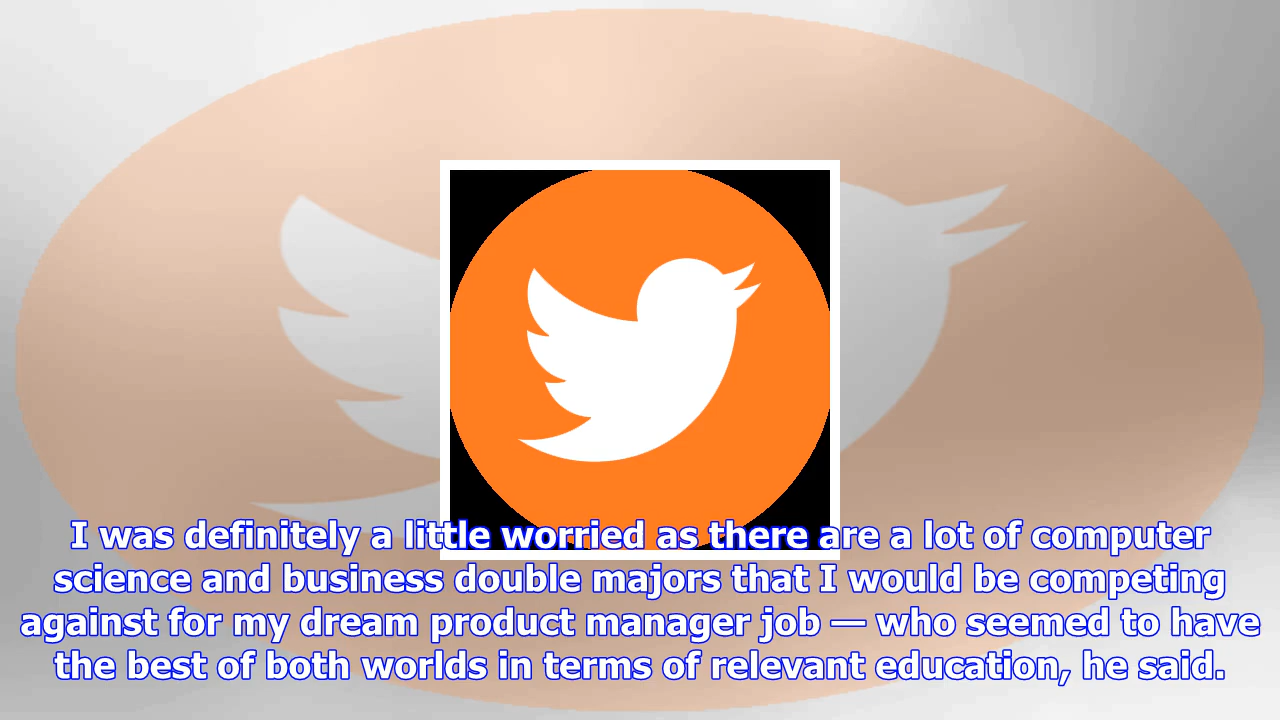 I was definitely a little worried as there are a lot of computer
science and business double majors that I would be competing
against for my dream product manager job — who seemed to have
the best of both worlds in terms of relevant education, he said.